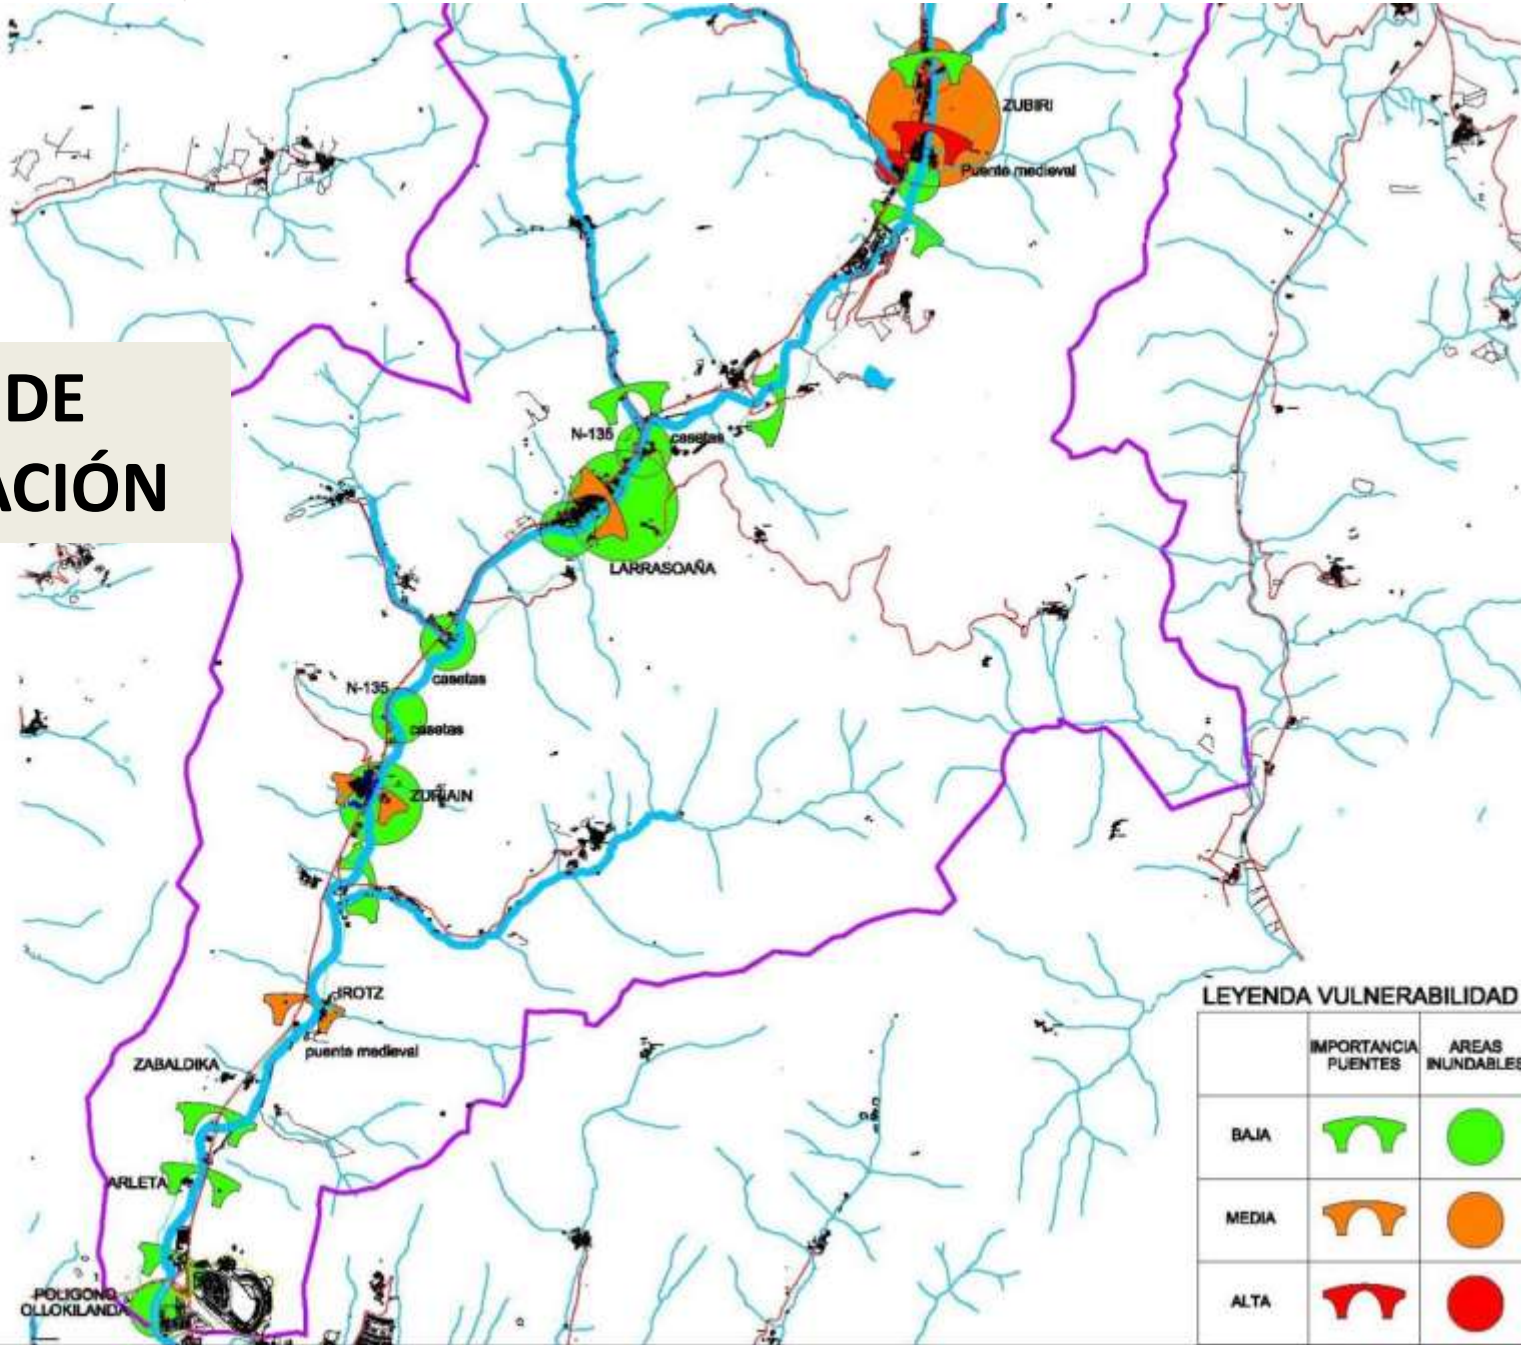 DE
ACIÓN
ZUBIRI
Puente medieval
N-135
casetas
LARRASOAÑA
casetas
N-135
casetas
ZURIAIN
IROTZ
puente medieval
ZABALDIKA
ARLETA
POLIGONO
OLLOKILANDA
LEYENDA VULNERABILIDAD
IMPORTANCIA PUENTES
AREAS INUNDABLES
BAJA
MEDIA
ALTA